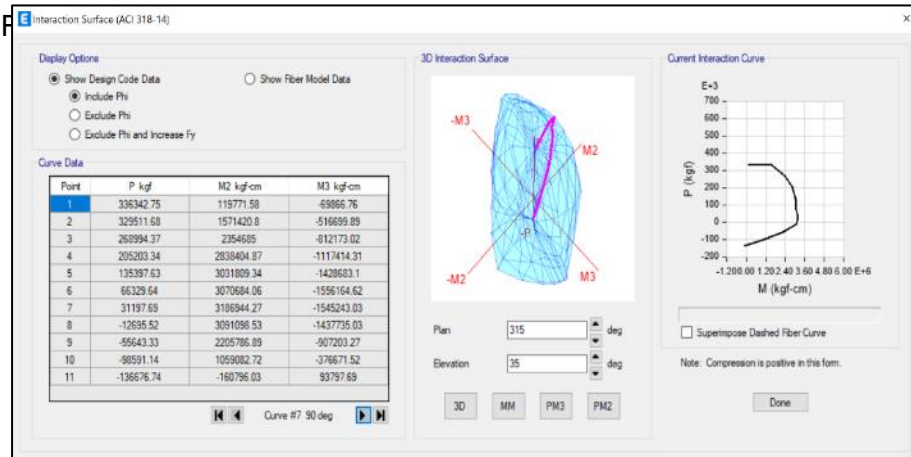 F
E Interaction Surface (ACI 318-14) ×
Display Options
Show Design Code Data Show Fiber Model Data
Include Phi
Exclude Phi
Exclude Phi and Increase Fy
Curve Data
Point P kgf M2 kgf-cm M3 kgf-cm
1 336342.75 119771.58 -69866.76
2 329511.68 1571420.8 -516699.89
3 268994.37 2354685 -812173.02
4 205203.34 2838404.87 -1117414.31
5 135397.63 3031809.34 -1428683.1
6 66329.64 3070684.06 -1556164.62
7 31197.69 3186944.27 -1545243.03
8 -12695.52 3091098.53 -1437735.03
9 -55643.33 2205786.89 -907203.27
10 -98591.14 1059082.72 -376671.52
11 -136676.74 -160796.03 93797.69
Curve #7 90 deg
3D Interaction Surface
-M3
M2
-P
-M2
M3
Plan 315 deg
Elevation 35 deg
3D MM PM3 PM2
Current Interaction Curve
E+3
700
600
500
400
300
200
100
0
-100
-200
P (kgf)
-1.20 0.00 1.20 2.40 3.60 4.80 6.00 E+6
M (kgf-cm)
Superimpose Dashed Fiber Curve
Note: Compression is positive in this form.
Done